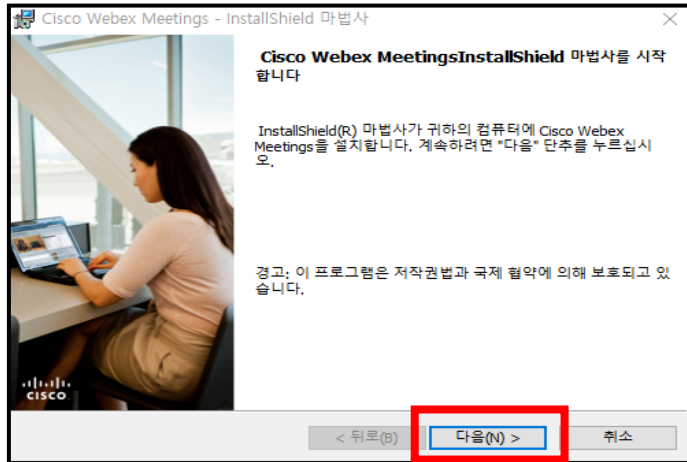 Cisco Webex Meetings - InstallShield 마법사
Cisco Webex MeetingsInstallShield 마법사를 시작
합니다
InstallShield(R) 마법사가 귀하의 컴퓨터에 Cisco Webex
Meetings을 설치합니다. 계속하려면 "다음" 단추를 누르십시
오.
경고: 이 프로그램은 저작권법과 국제 협약에 의해 보호되고 있
습니다.
CISCO
< 뒤로(B)
다음(N) >
취소